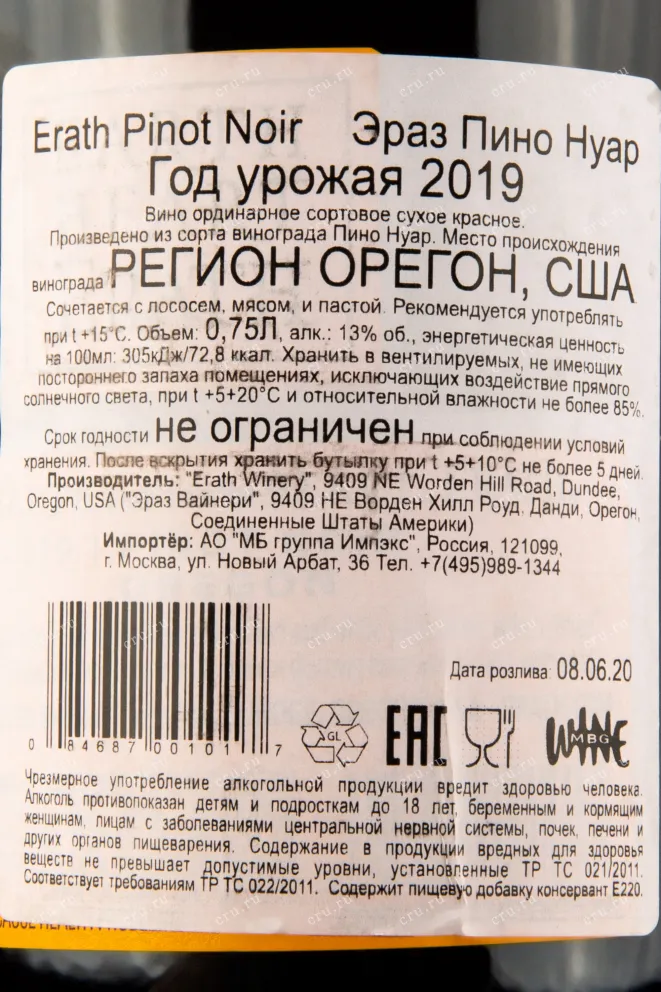 Erath Pinot Noir Эраз Пино Нуар
Год урожая 2019
Вино ординарное сортовое сухое красное.
Произведено из сорта винограда Пино Нуар. Место происхождения
винограда РЕГИОН ОРЕГОН, США
Сочетается с лососем, мясом, и пастой. Рекомендуется употреблять
при t +15°C. Объем: 0,75Л, алк.: 13% об., энергетическая ценность
на 100мл: 305кДж/72,8 ккал. Хранить в вентилируемых, не имеющих
постороннего запаха помещениях, исключающих воздействие прямого
солнечного света, при t +5+20°C и относительной влажности не более 85%.
Срок годности не ограничен при соблюдении условий
хранения. После вскрытия хранить бутылку при t +5+10°C не более 5 дней.
Производитель: "Erath Winery", 9409 NE Worden Hill Road, Dundee,
Oregon, USA ("Эраз Вайнери", 9409 НЕ Ворден Хилл Роуд, Данди, Орегон,
Соединенные Штаты Америки)
Импортёр: АО "МБ группа Импэкс", Россия, 121099,
г. Москва, ул. Новый Арбат, 36 Тел. +7(495)989-1344
Дата розлива: 08.06.20
0 84687 00101 7
GL
EAC
WINE
MBG
Чрезмерное употребление алкогольной продукции вредит здоровью человека.
Алкоголь противопоказан детям и подросткам до 18 лет, беременным и кормящим
женщинам, лицам с заболеваниями центральной нервной системы, почек, печени и
других органов пищеварения. Содержание в продукции вредных для здоровья
веществ не превышает допустимые уровни, установленные ТР ТС 021/2011.
Соответствует требованиям ТР ТС 022/2011. Содержит пищевую добавку консервант Е220.
cru.ru